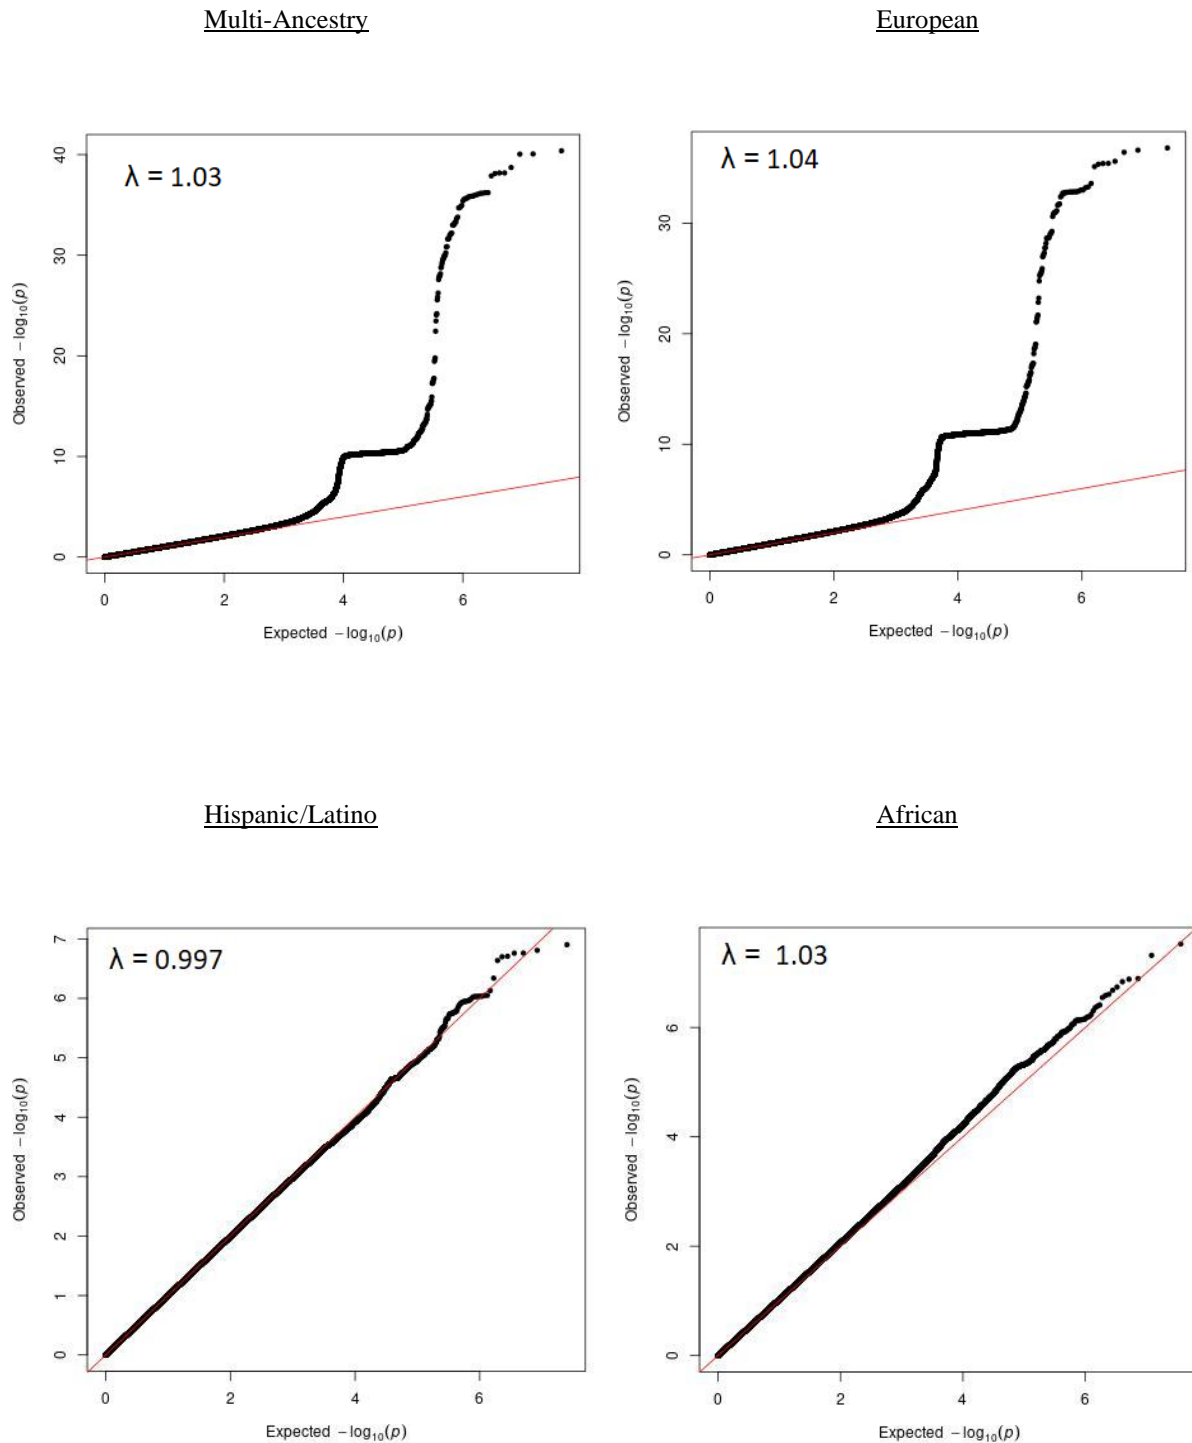 Multi-Ancestry
European
λ = 1.03
40
30
20
10
0
Observed −log10(p)
0 2 4 6
Expected −log10(p)
λ = 1.04
30
20
10
0
Observed −log10(p)
0 2 4 6
Expected −log10(p)
Hispanic/Latino
African
λ = 0.997
7
6
5
4
3
2
1
0
Observed −log10(p)
0 2 4 6
Expected −log10(p)
λ = 1.03
6
4
2
0
Observed −log10(p)
0 2 4 6
Expected −log10(p)